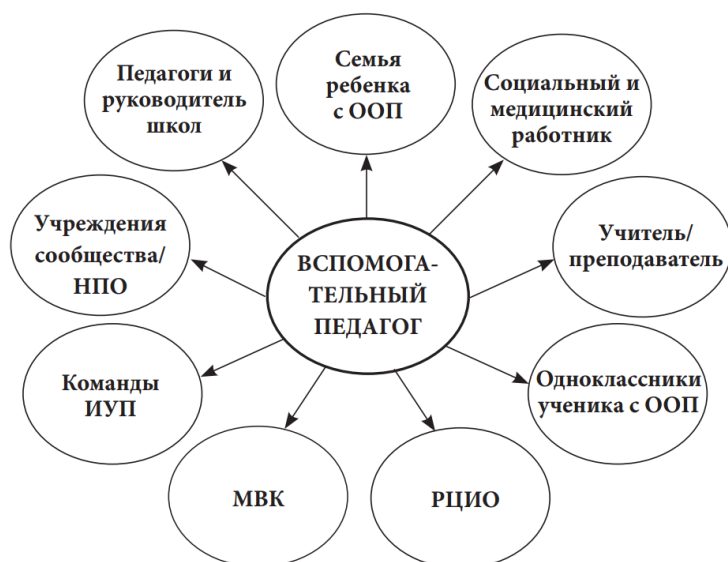 Семья
ребенка
с ООП
Педагоги и
руководитель
школ
Социальный и
медицинский
работник
Учреждения
сообщества/
НПО
ВСПОМОГА-
ТЕЛЬНЫЙ
ПЕДАГОГ
Учитель/
преподаватель
Команды
ИУП
Одноклассники
ученика с ООП
МВК
РЦИО